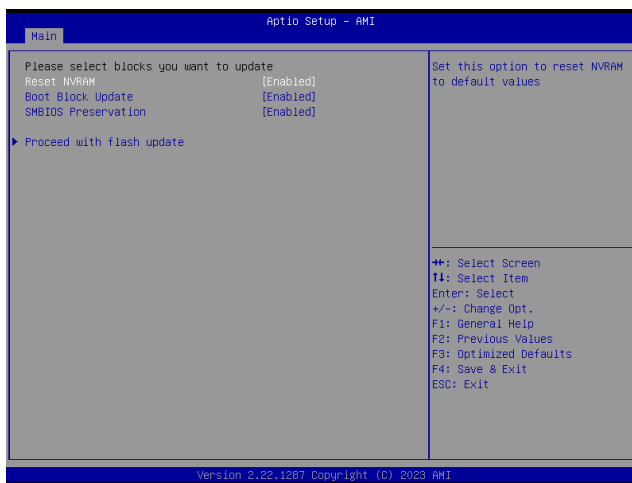 Aptio Setup – AMI
Main
Please select blocks you want to update
Reset NVRAM [Enabled]
Boot Block Update [Enabled]
SMBIOS Preservation [Enabled]
Proceed with flash update
Set this option to reset NVRAM
to default values
→←: Select Screen
↑↓: Select Item
Enter: Select
+/-: Change Opt.
F1: General Help
F2: Previous Values
F3: Optimized Defaults
F4: Save & Exit
ESC: Exit
Version 2.22.1287 Copyright (C) 2023 AMI